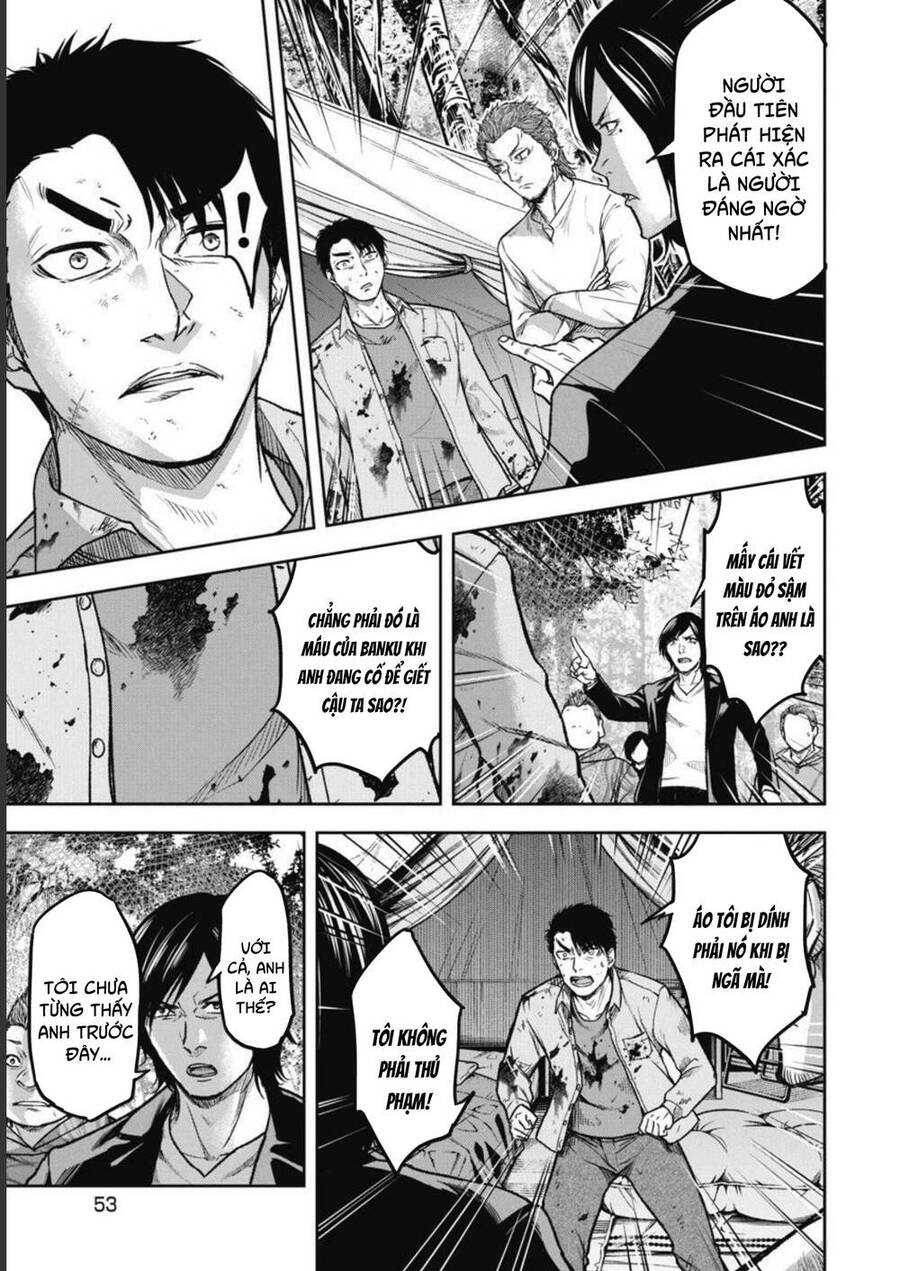 NGƯỜI
ĐẦU TIÊN
PHÁT HIỆN
RA CÁI XÁC
LÀ NGƯỜI
ĐÁNG NGỜ
NHẤT!
!
MẤY CÁI VẾT
MÀU ĐỎ SẬM
TRÊN ÁO ANH LÀ
SAO??
CHẲNG PHẢI ĐÓ LÀ
MÁU CỦA BANKU KHI
ANH ĐANG CỐ ĐỂ GIẾT
CẬU TA SAO?!
ÁO TÔI BỊ DÍNH
PHẢI NÓ KHI BỊ
NGÃ MÀ!
TÔI KHÔNG
PHẢI THỦ
PHẠM!
VỚI
CẢ, ANH
LÀ AI
THẾ?
TÔI CHƯA
TỪNG THẤY
ANH TRƯỚC
ĐÂY...
53